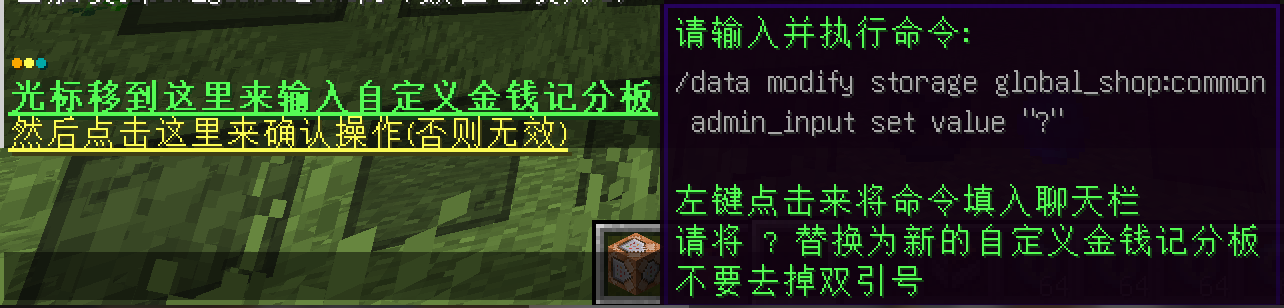 光标移到这里来输入自定义金钱记分板
然后点击这里来确认操作(否则无效)
请输入并执行命令:
/data modify storage global_shop:common
admin_input set value "?"
左键点击来将命令填入聊天栏
请将 ? 替换为新的自定义金钱记分板
不要去掉双引号